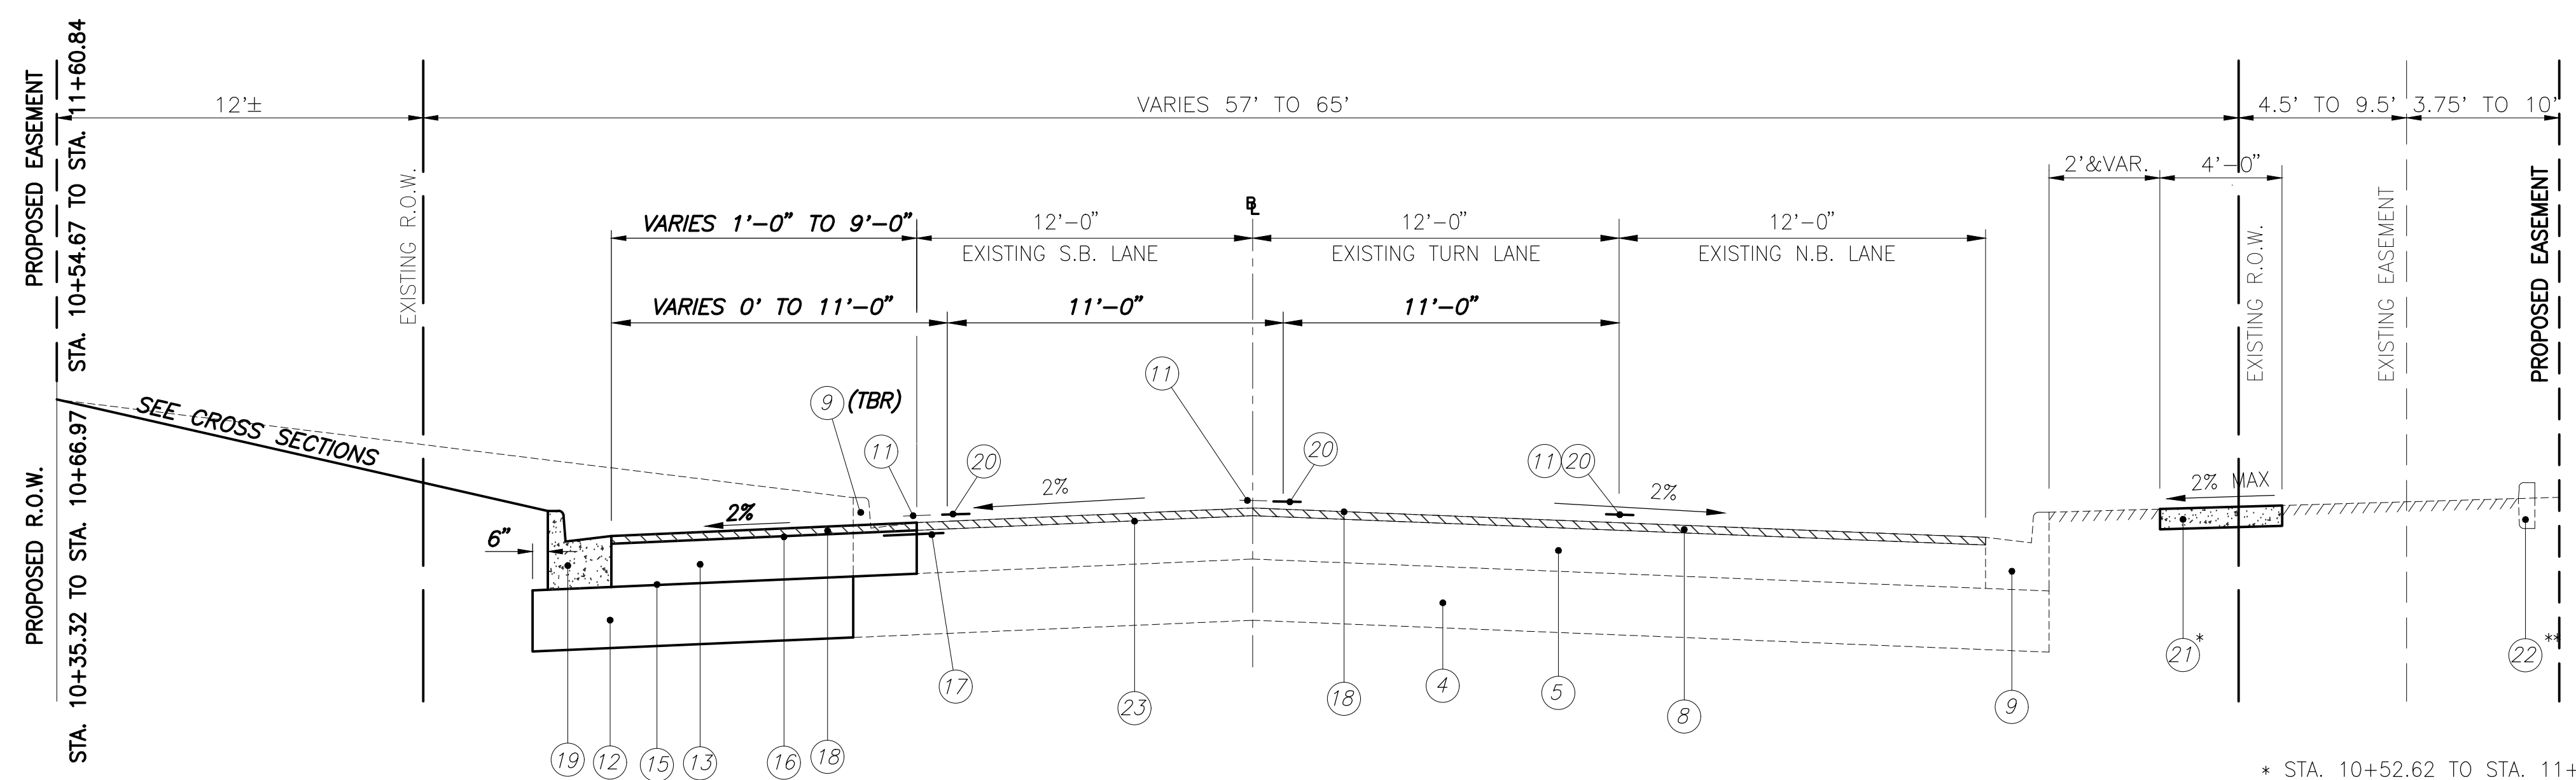 PROPOSED EASEMENT
STA. 10+54.67 TO STA. 11+60.84
PROPOSED R.O.W.
STA. 10+35.32 TO STA. 10+66.97
12'±
VARIES 57' TO 65'
4.5' TO 9.5'
3.75' TO 10'
EXISTING R.O.W.
2'&VAR.
4'-0"
VARIES 1'-0" TO 9'-0"
12'-0"
EXISTING S.B. LANE
℄
12'-0"
EXISTING TURN LANE
12'-0"
EXISTING N.B. LANE
VARIES 0' TO 11'-0"
11'-0"
11'-0"
EXISTING R.O.W.
EXISTING EASEMENT
PROPOSED EASEMENT
SEE CROSS SECTIONS
9 (TBR)
11
20
11
20
11 20
2%
2%
2%
2% MAX
6"
19
12
15
13
16
18
17
23
18
4
5
8
9
21 *
22 **
* STA. 10+52.62 TO STA. 11+